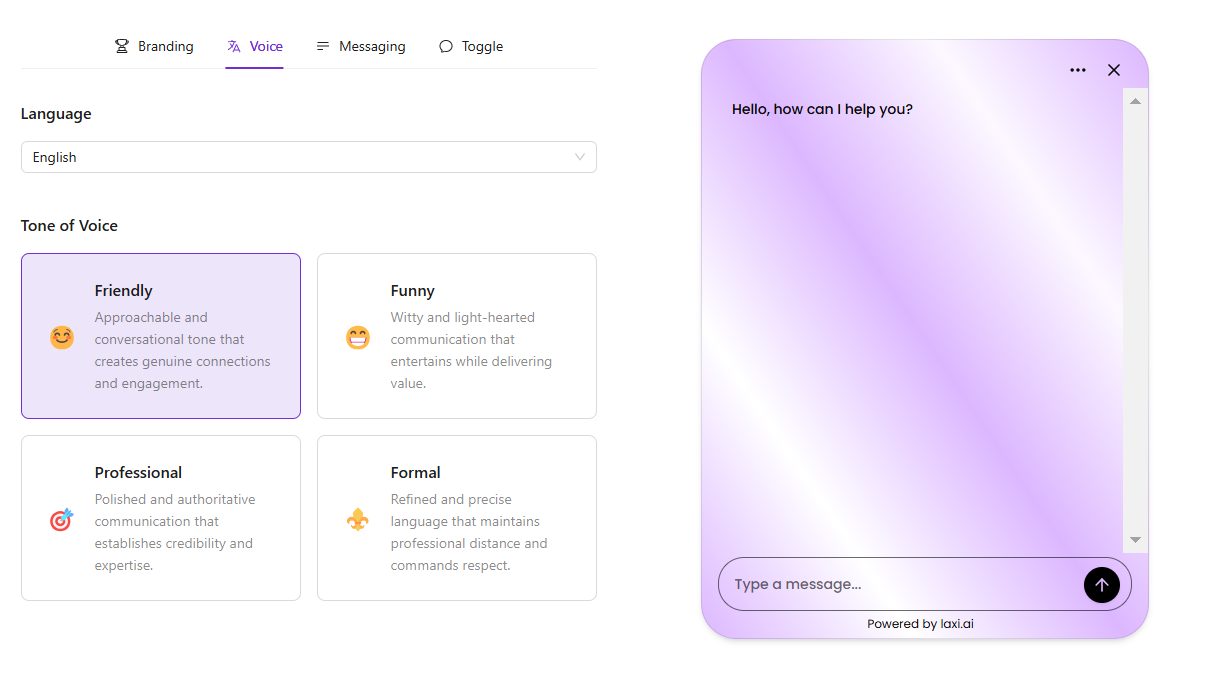 Branding
Voice
Messaging
Toggle
Language
English
Tone of Voice
Friendly
Approachable and
conversational tone that
creates genuine connections
and engagement.
Funny
Witty and light-hearted
communication that
entertains while delivering
value.
Professional
Polished and authoritative
communication that
establishes credibility and
expertise.
Formal
Refined and precise
language that maintains
professional distance and
commands respect.
Hello, how can I help you?
Type a message...
Powered by laxi.ai